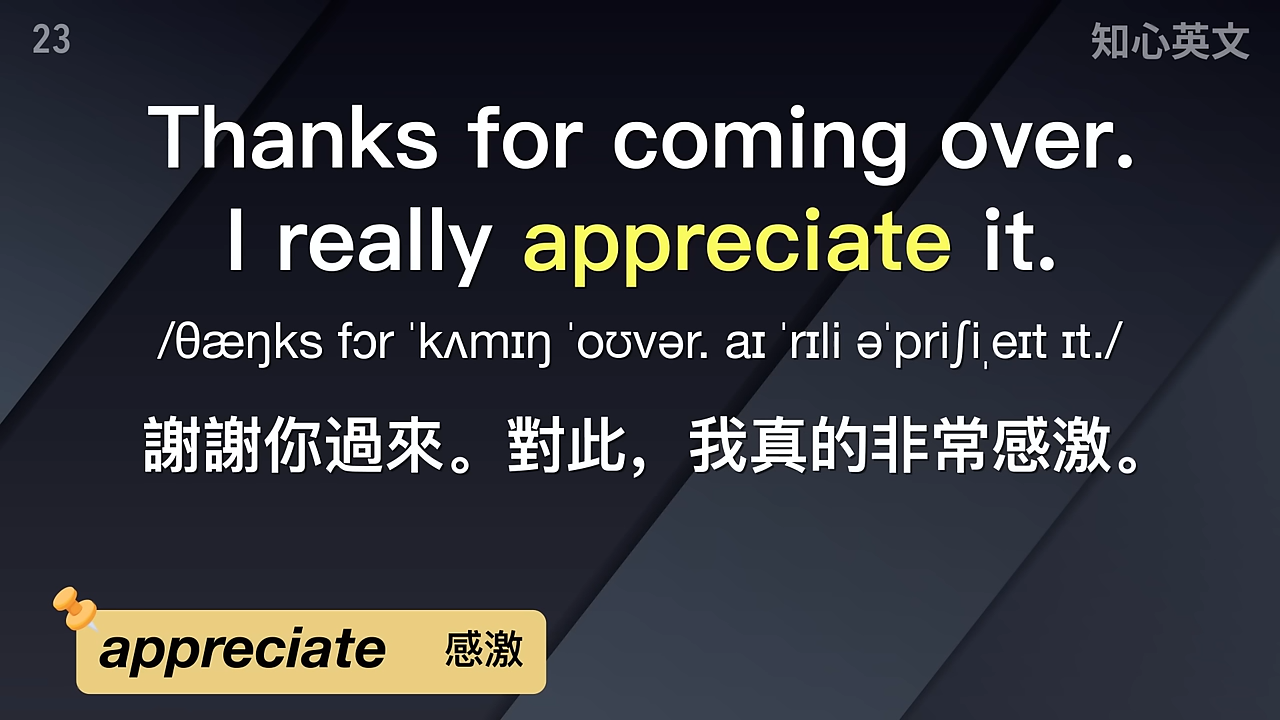 23
知心英文
Thanks for coming over.
I really appreciate it.
/θæŋks fɔr ˈkʌmɪŋ ˈoʊvər. aɪ ˈrɪli əˈpriʃiˌeɪt ɪt./
謝謝你過來。對此，我真的非常感激。
appreciate 感激